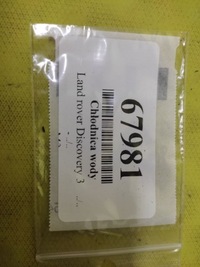 67981
Chłodnica wody
Land rover Discovery 3 -/-